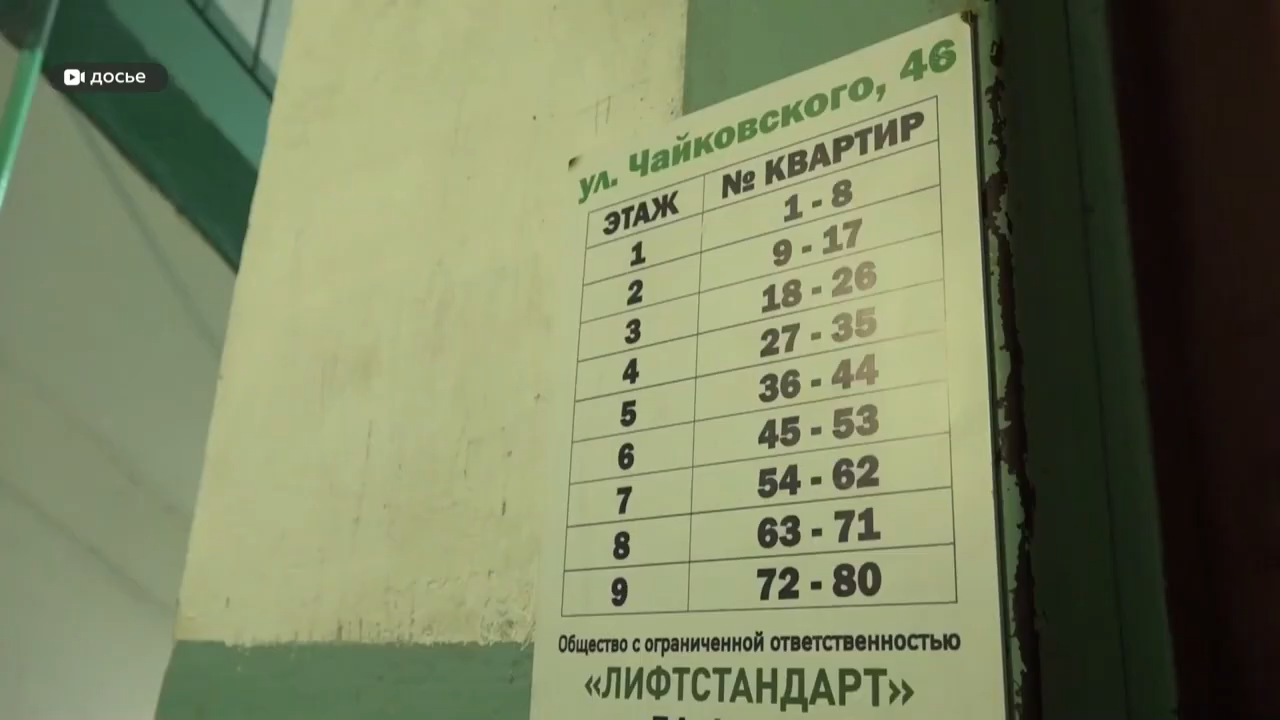 досье
ул. Чайковского, 46
ЭТАЖ № КВАРТИР
1 1 - 8
2 9 - 17
3 18 - 26
4 27 - 35
5 36 - 44
6 45 - 53
7 54 - 62
8 63 - 71
9 72 - 80
Общество с ограниченной ответственностью
«ЛИФТСТАНДАРТ»